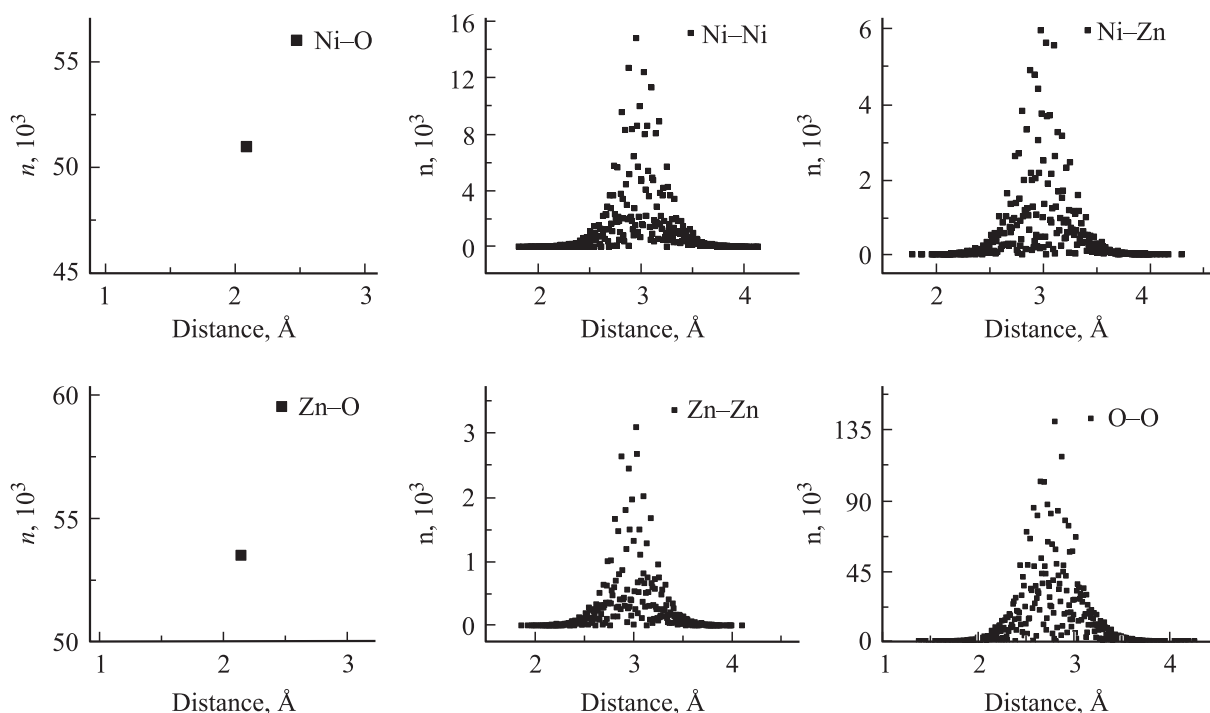 Ni–O
55
50
45
n, 10³
1 2 3
Distance, Å
Ni–Ni
16
12
8
4
0
n, 10³
2 3 4
Distance, Å
Ni–Zn
6
4
2
0
n, 10³
2 3 4
Distance, Å
Zn–O
60
55
50
n, 10³
1 2 3
Distance, Å
Zn–Zn
3
2
1
0
n, 10³
2 3 4
Distance, Å
O–O
135
90
45
0
n, 10³
1 2 3 4
Distance, Å